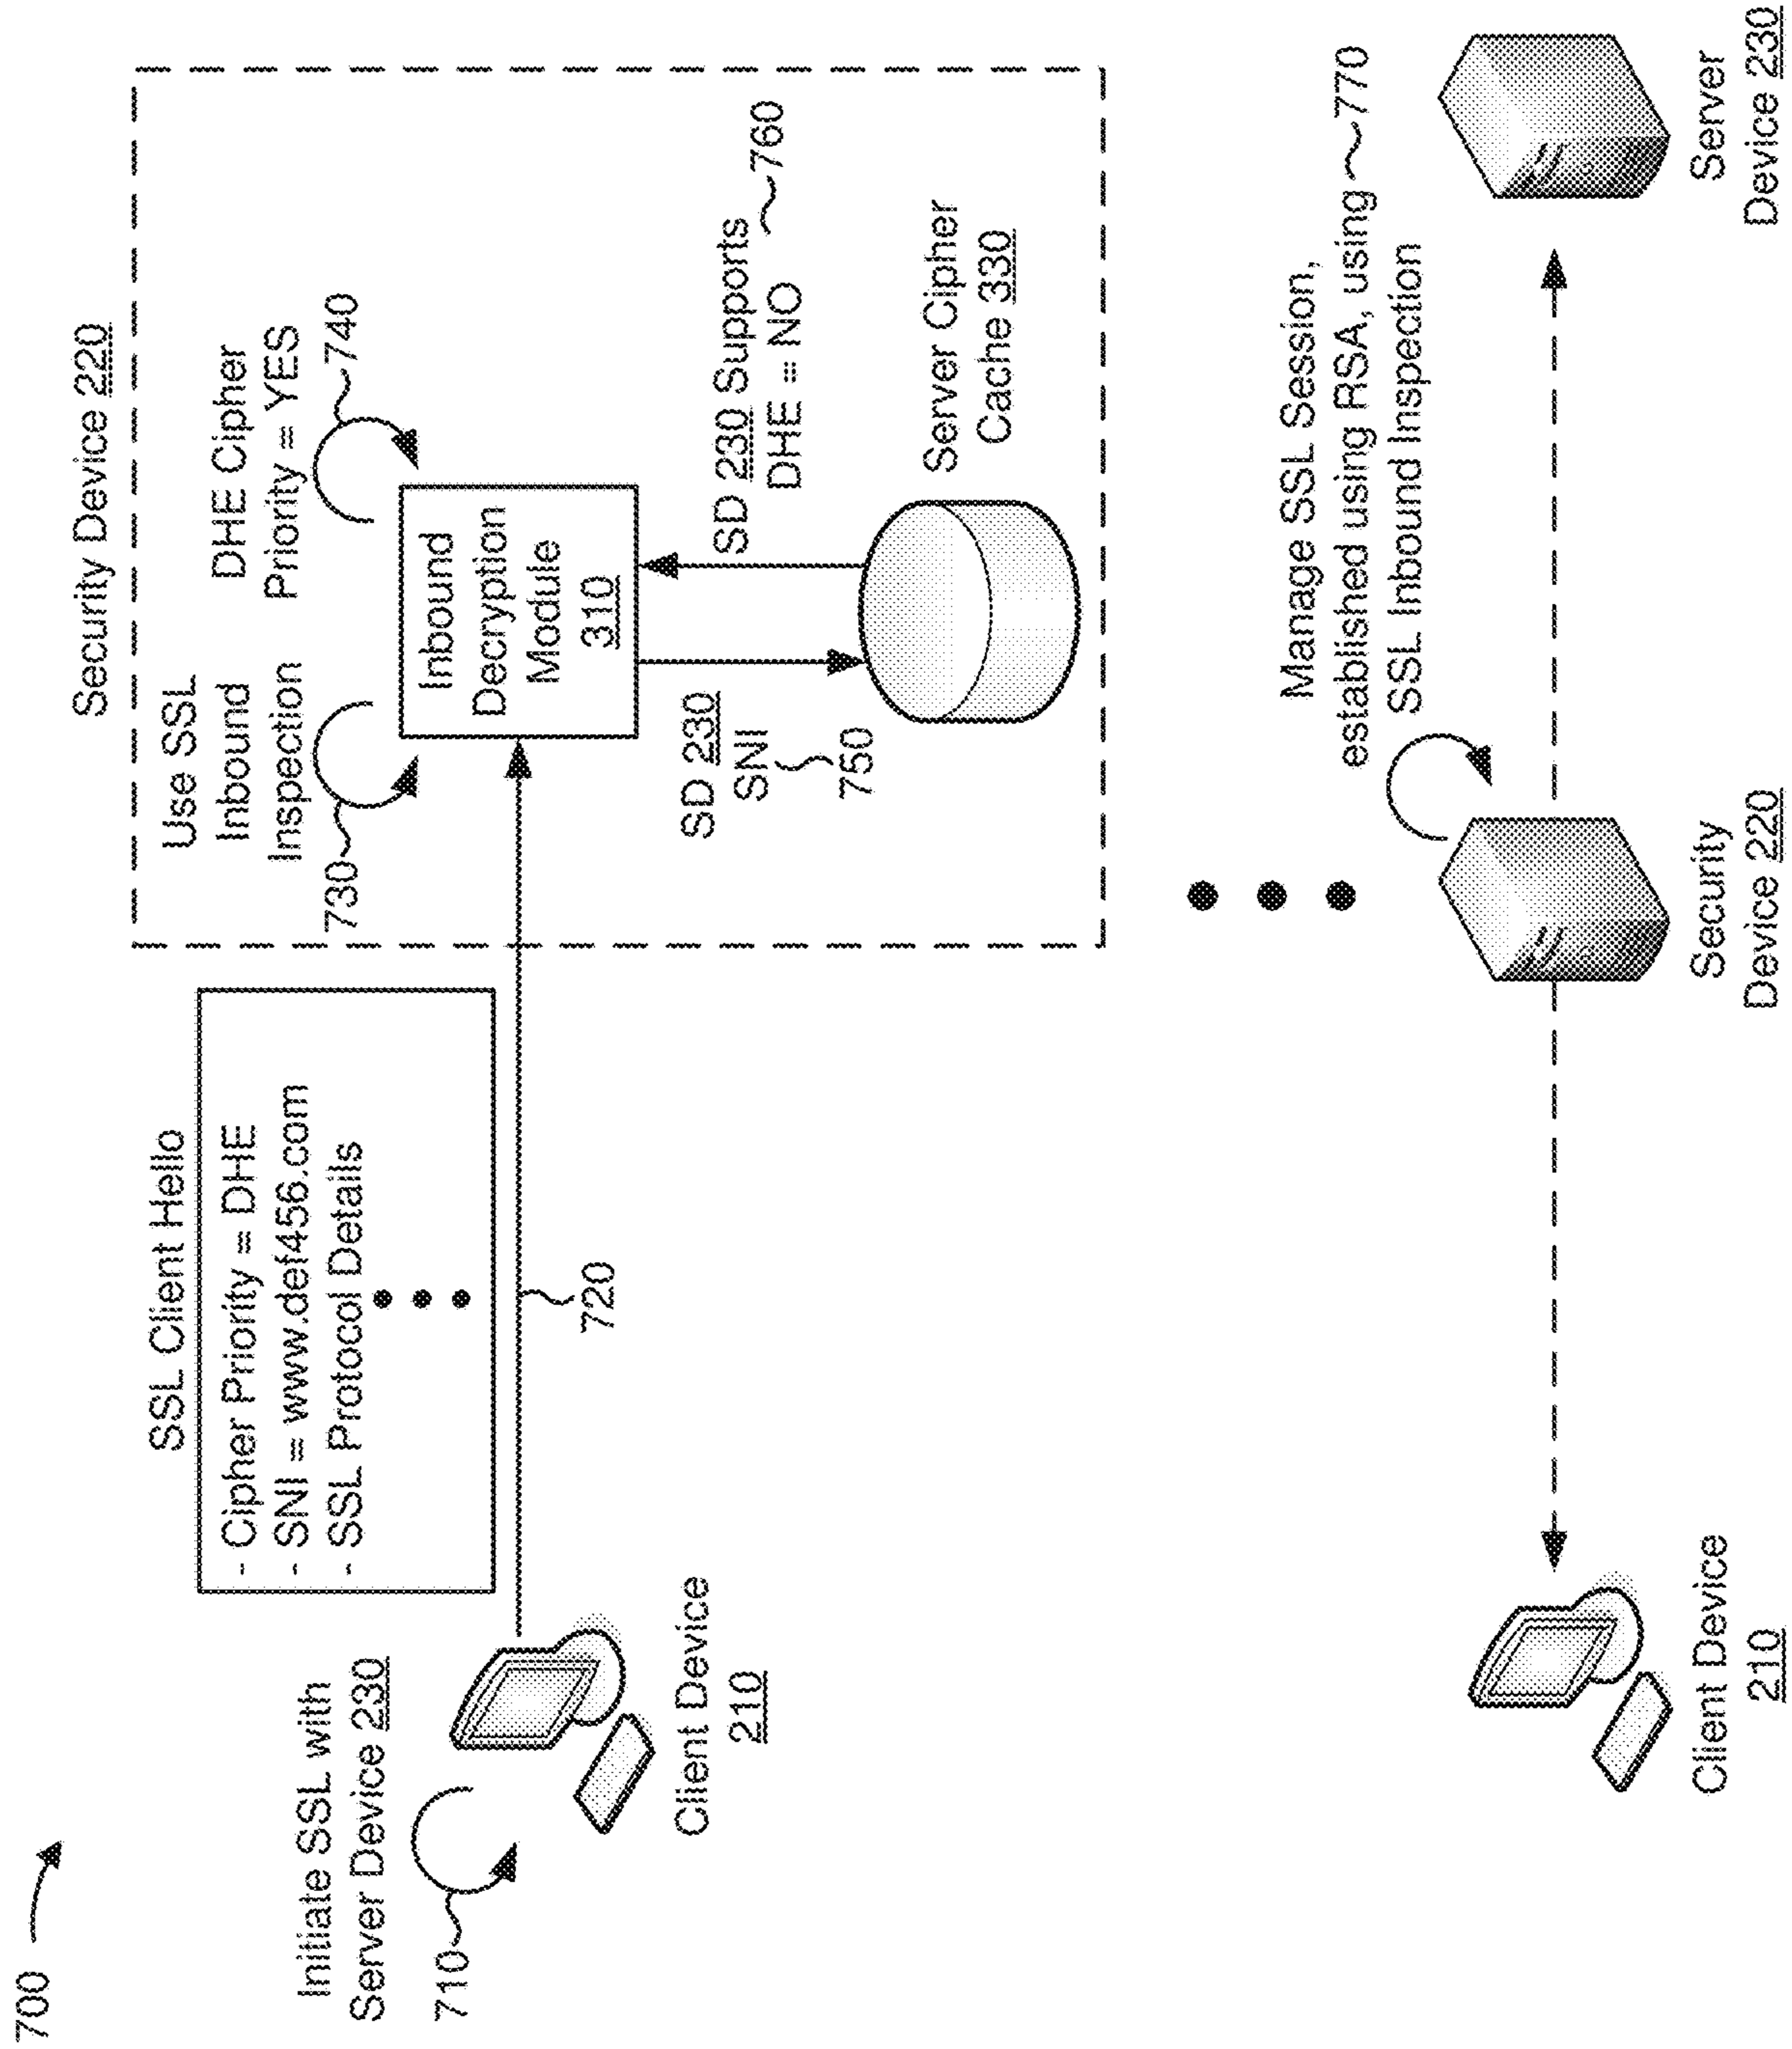 700
Initiate SSL with
Server Device 230
710
Client Device
210
SSL Client Hello
- Cipher Priority = DHE
- SNI = www.def456.com
- SSL Protocol Details
720
Security Device 220
Use SSL
Inbound
Inspection
730
DHE Cipher
Priority = YES
740
Inbound
Decryption
Module
310
SD 230
SNI
750
SD 230 Supports
DHE = NO
760
Server Cipher
Cache 330
Manage SSL Session,
established using RSA, using
SSL Inbound Inspection
770
Client Device
210
Security
Device 220
Server
Device 230